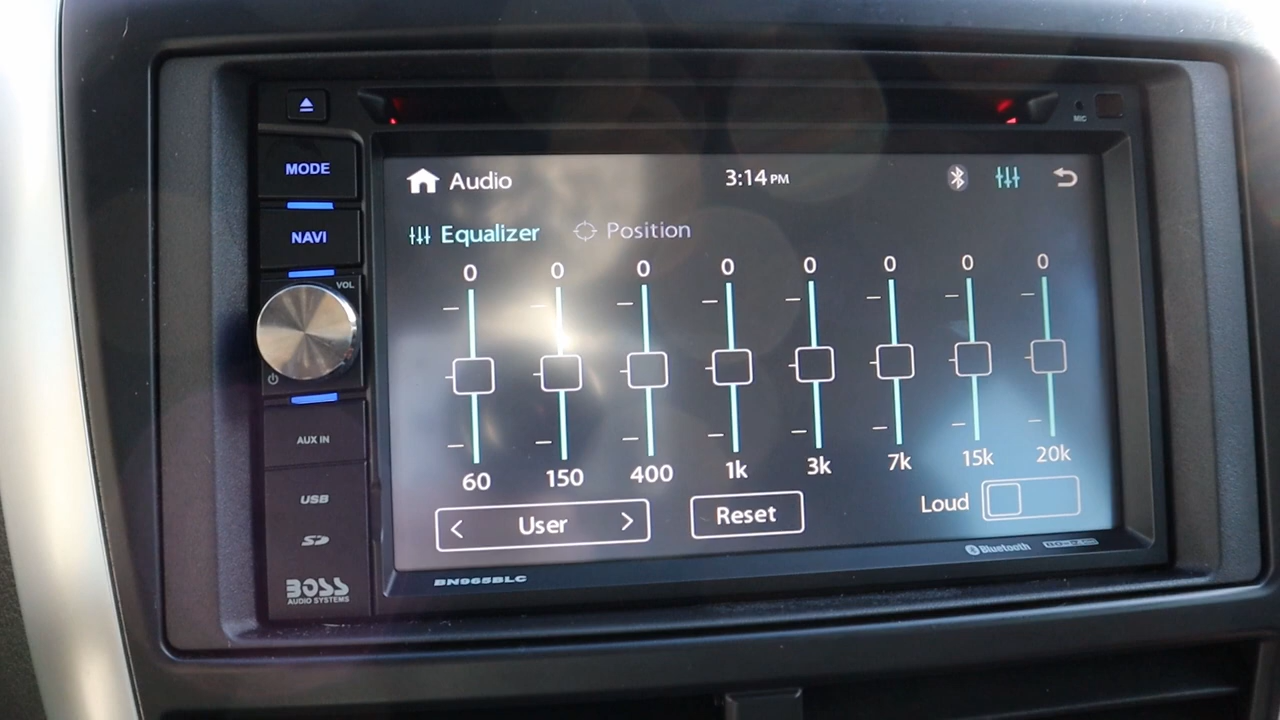 MIC
MODE
NAVI
VOL
AUX IN
USB
BOSS
AUDIO SYSTEMS
Audio 3:14 PM
Equalizer Position
0 0 0 0 0 0 0 0
60 150 400 1k 3k 7k 15k 20k
< User > Reset Loud
BN965BLC Bluetooth